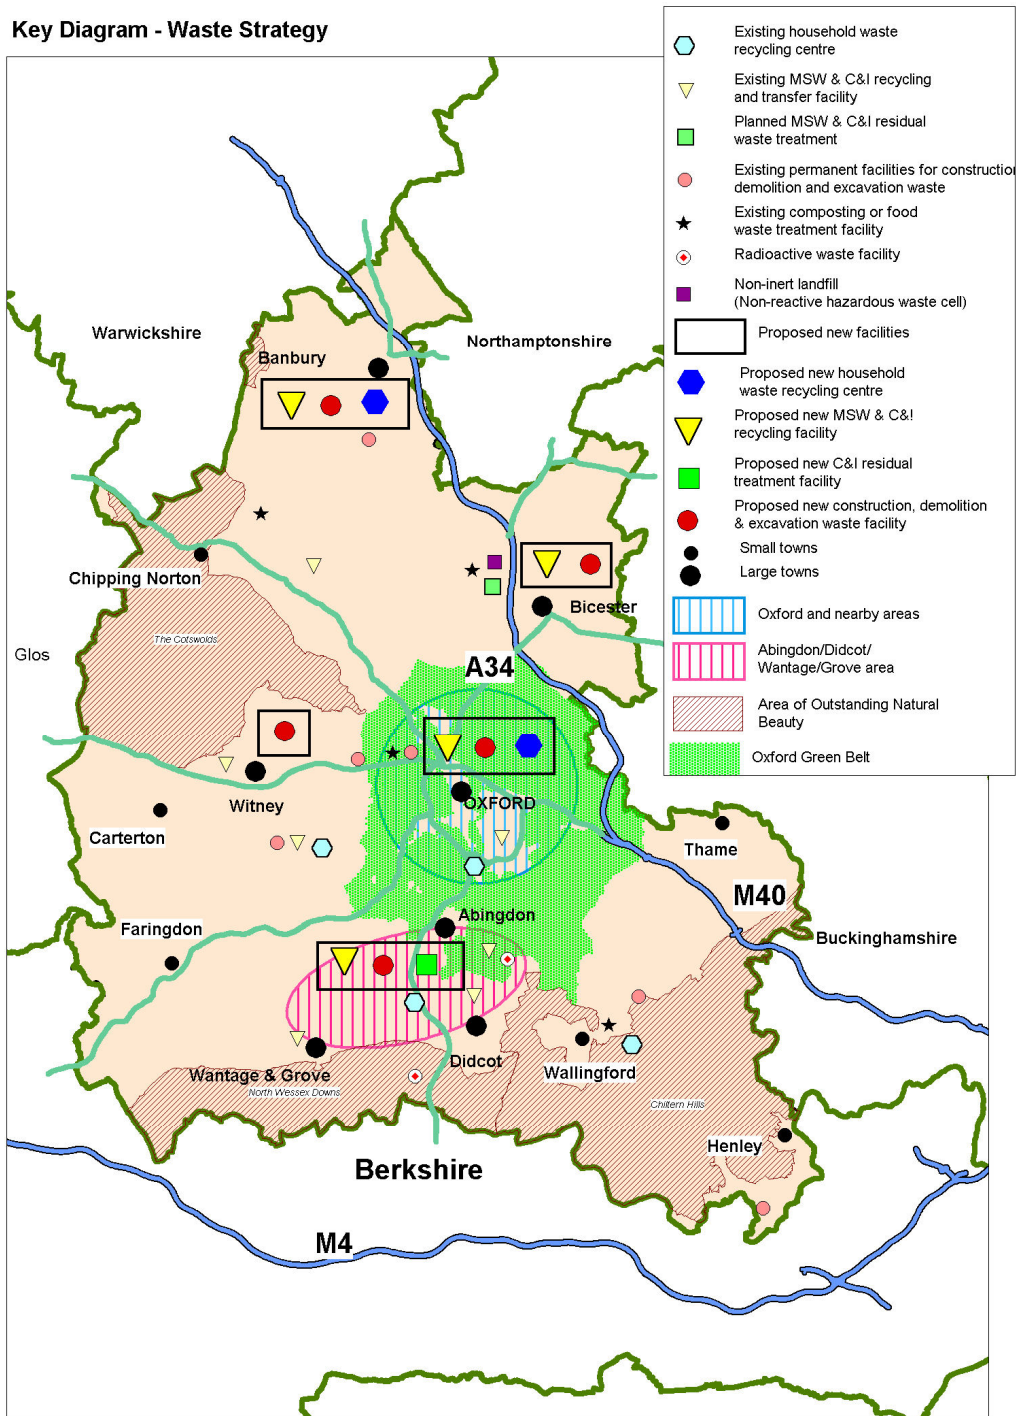 Key Diagram - Waste Strategy
Existing household waste
recycling centre
Existing MSW & C&I recycling
and transfer facility
Planned MSW & C&I residual
waste treatment
Existing permanent facilities for construction
demolition and excavation waste
Existing composting or food
waste treatment facility
Radioactive waste facility
Non-inert landfill
(Non-reactive hazardous waste cell)
Proposed new facilities
Proposed new household
waste recycling centre
Proposed new MSW & C&I
recycling facility
Proposed new C&I residual
treatment facility
Proposed new construction, demolition
& excavation waste facility
Small towns
Large towns
Oxford and nearby areas
Abingdon/Didcot/
Wantage/Grove area
Area of Outstanding Natural
Beauty
Oxford Green Belt
Warwickshire
Northamptonshire
Banbury
Chipping Norton
Bicester
The Cotswolds
Glos
A34
Witney
OXFORD
Carterton
Thame
M40
Abingdon
Faringdon
Buckinghamshire
Didcot
Wantage & Grove
Wallingford
North Wessex Downs
Chiltern Hills
Henley
Berkshire
M4